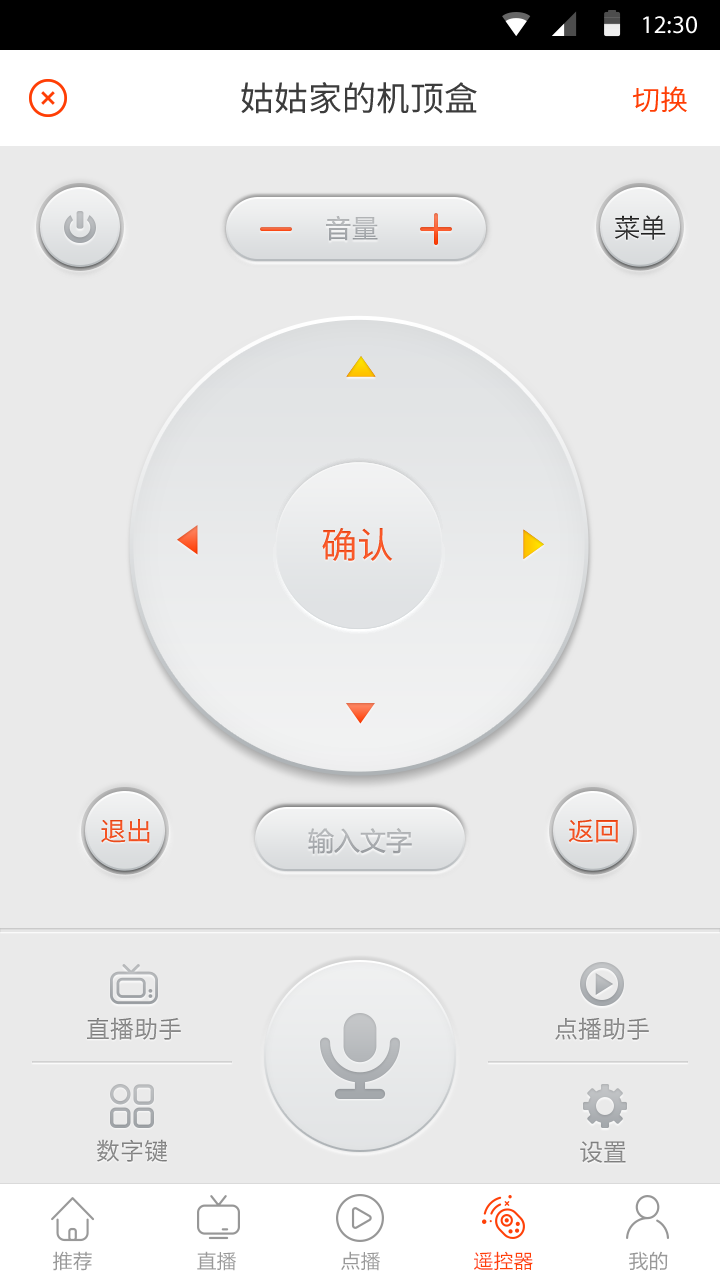 12:30
姑姑家的机顶盒
切换
音量
菜单
确认
退出
输入文字
返回
直播助手
点播助手
数字键
设置
推荐
直播
点播
遥控器
我的